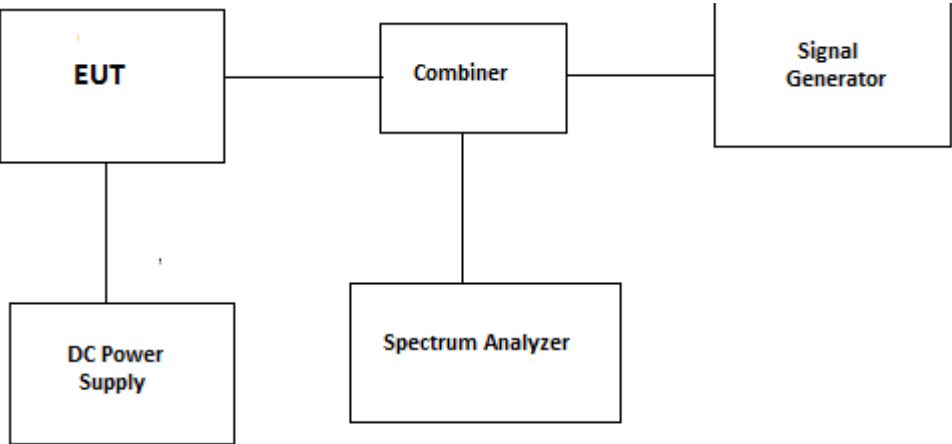 EUT
Combiner
Signal
Generator
DC Power
Supply
Spectrum Analyzer